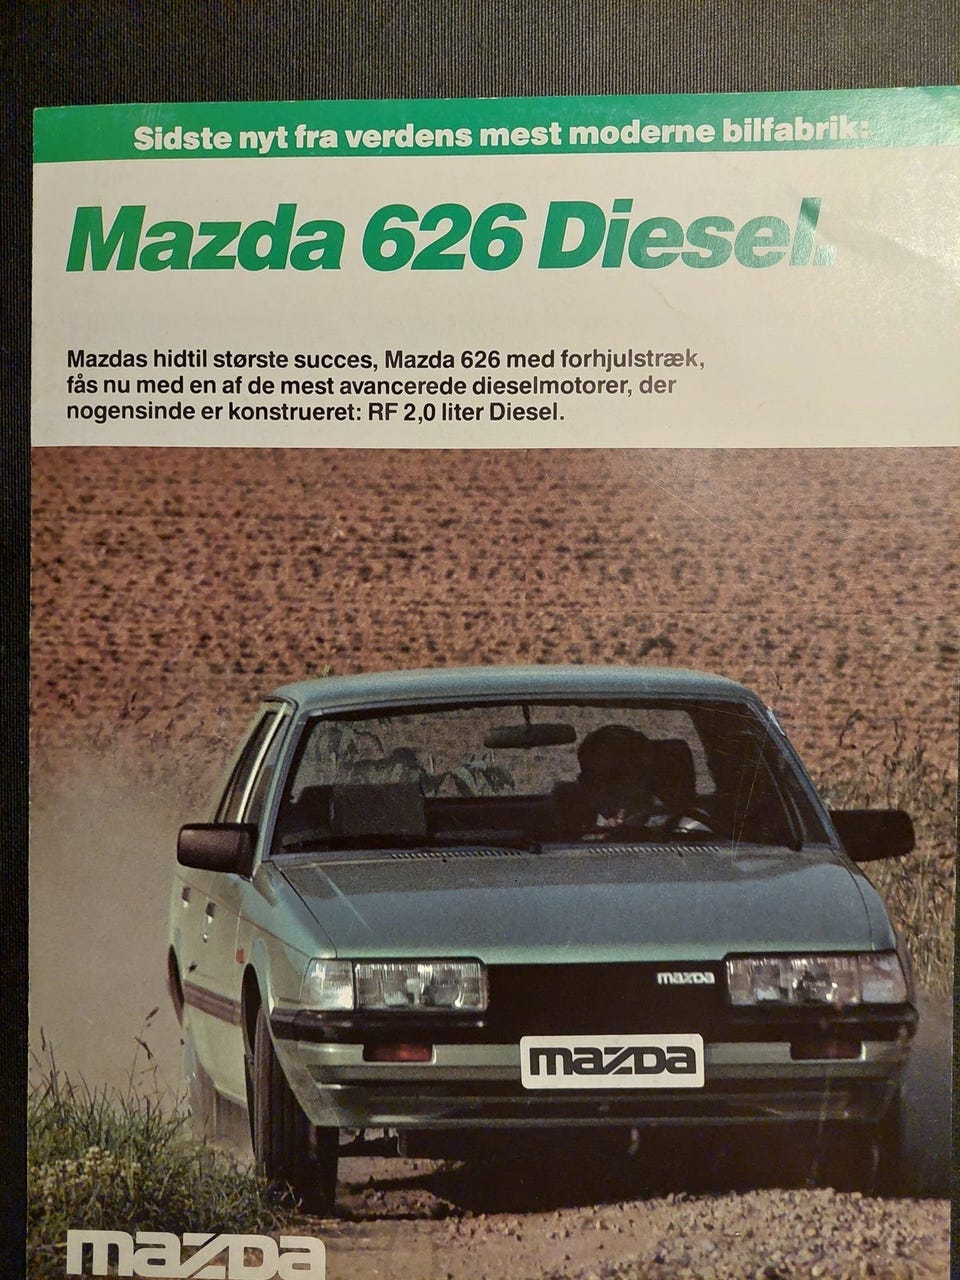 Sidste nyt fra verdens mest moderne bilfabrik:
Mazda 626 Diesel.
Mazdas hidtil største succes, Mazda 626 med forhjulstræk,
fås nu med en af de mest avancerede dieselmotorer, der
nogensinde er konstrueret: RF 2,0 liter Diesel.
mazda
mazda
mazda